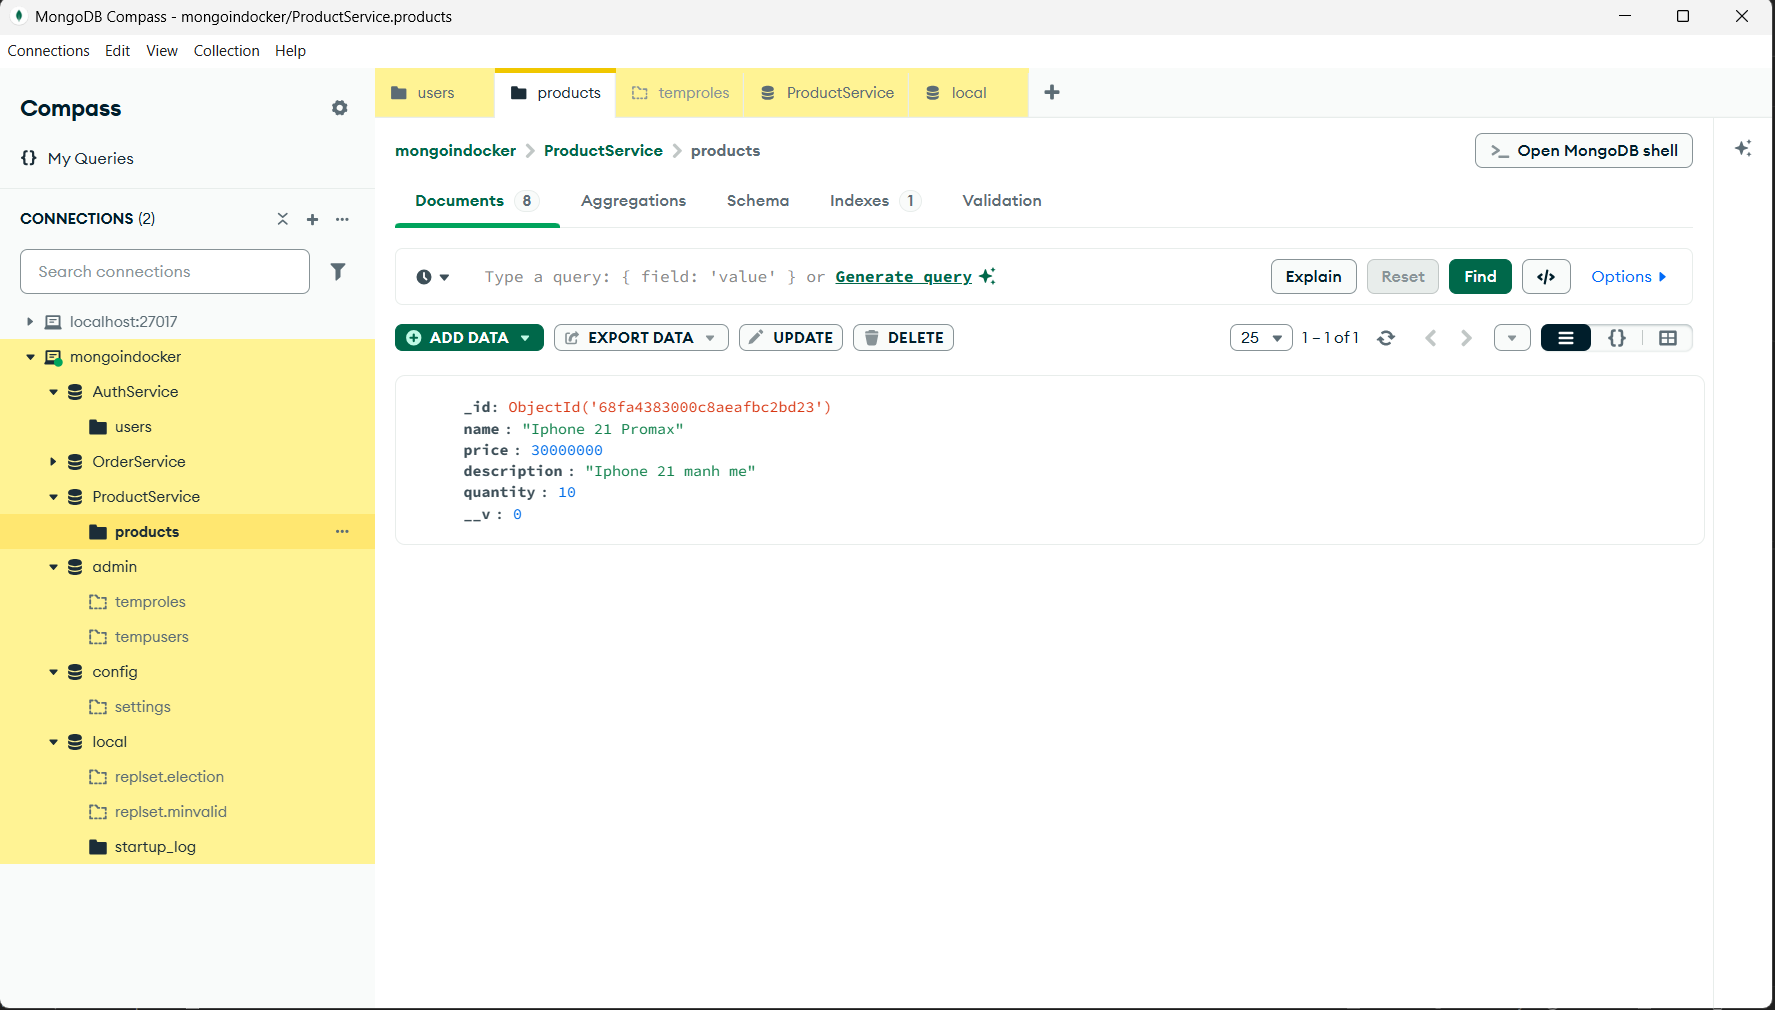 MongoDB Compass - mongoindocker/ProductService.products
Connections Edit View Collection Help
Compass
{} My Queries
CONNECTIONS (2)
Search connections
localhost:27017
mongoindocker
AuthService
users
OrderService
ProductService
products
admin
temproles
tempusers
config
settings
local
replset.election
replset.minvalid
startup_log
users products temproles ProductService local
mongoindocker > ProductService > products
>_ Open MongoDB shell
Documents 8 Aggregations Schema Indexes 1 Validation
Type a query: { field: 'value' } or Generate query
Explain Reset Find </> Options
ADD DATA EXPORT DATA UPDATE DELETE
25 1 – 1 of 1 {}
_id: ObjectId('68fa4383000c8aeafbc2bd23')
name : "Iphone 21 Promax"
price : 30000000
description : "Iphone 21 manh me"
quantity : 10
__v : 0